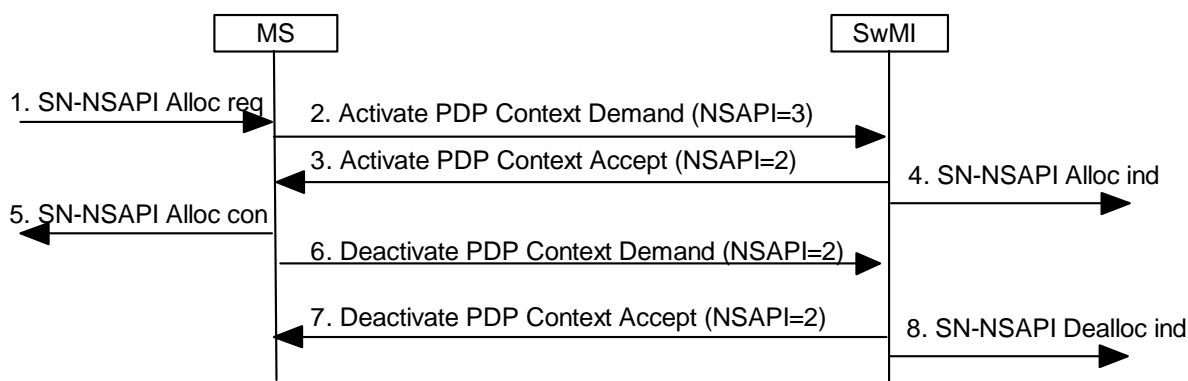 MS
SwMI
1. SN-NSAPI Alloc req
2. Activate PDP Context Demand (NSAPI=3)
3. Activate PDP Context Accept (NSAPI=2)
4. SN-NSAPI Alloc ind
5. SN-NSAPI Alloc con
6. Deactivate PDP Context Demand (NSAPI=2)
7. Deactivate PDP Context Accept (NSAPI=2)
8. SN-NSAPI Dealloc ind